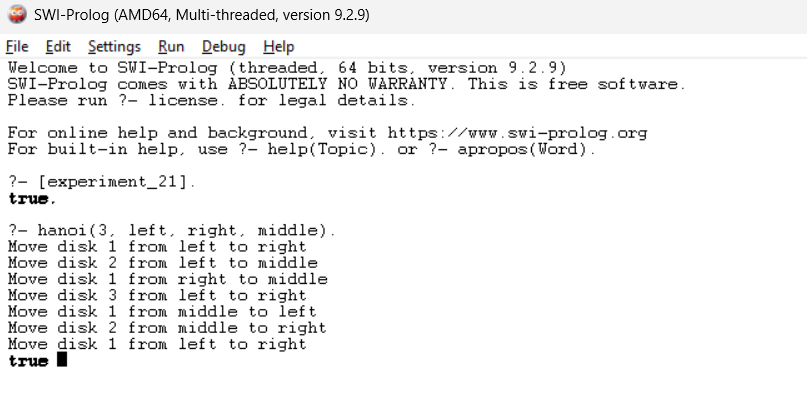 SWI-Prolog (AMD64, Multi-threaded, version 9.2.9)
File Edit Settings Run Debug Help
Welcome to SWI-Prolog (threaded, 64 bits, version 9.2.9)
SWI-Prolog comes with ABSOLUTELY NO WARRANTY. This is free software.
Please run ?- license. for legal details.

For online help and background, visit https://www.swi-prolog.org
For built-in help, use ?- help(Topic). or ?- apropos(Word).

?- [experiment_21].
true.

?- hanoi(3, left, right, middle).
Move disk 1 from left to right
Move disk 2 from left to middle
Move disk 1 from right to middle
Move disk 3 from left to right
Move disk 1 from middle to left
Move disk 2 from middle to right
Move disk 1 from left to right
true